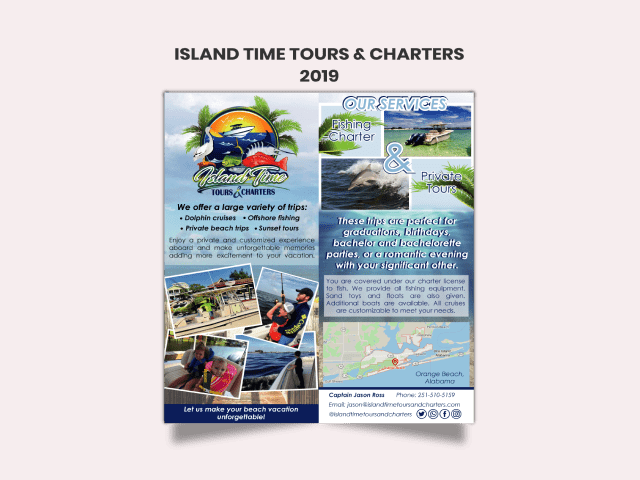 ISLAND TIME TOURS & CHARTERS
2019
Island Time
TOURS & CHARTERS
We offer a large variety of trips:
• Dolphin cruises • Offshore fishing
• Private beach trips • Sunset tours
Enjoy a private and customized experience
aboard and make unforgettable memories
adding more excitement to your vacation.
Let us make your beach vacation
unforgettable!
OUR SERVICES
Fishing
Charter
&
Private
Tours
These trips are perfect for
graduations, birthdays,
bachelor and bachelorette
parties, or a romantic evening
with your significant other.
You are covered under our charter license
to fish. We provide all fishing equipment.
Sand toys and floats are also given.
Additional boats are available. All cruises
are customizable to meet your needs.
Orange Beach,
Alabama
Captain Jason Ross Phone: 251-510-5159
Email: jason@islandtimetoursandcharters.com
@islandtimetoursandcharters